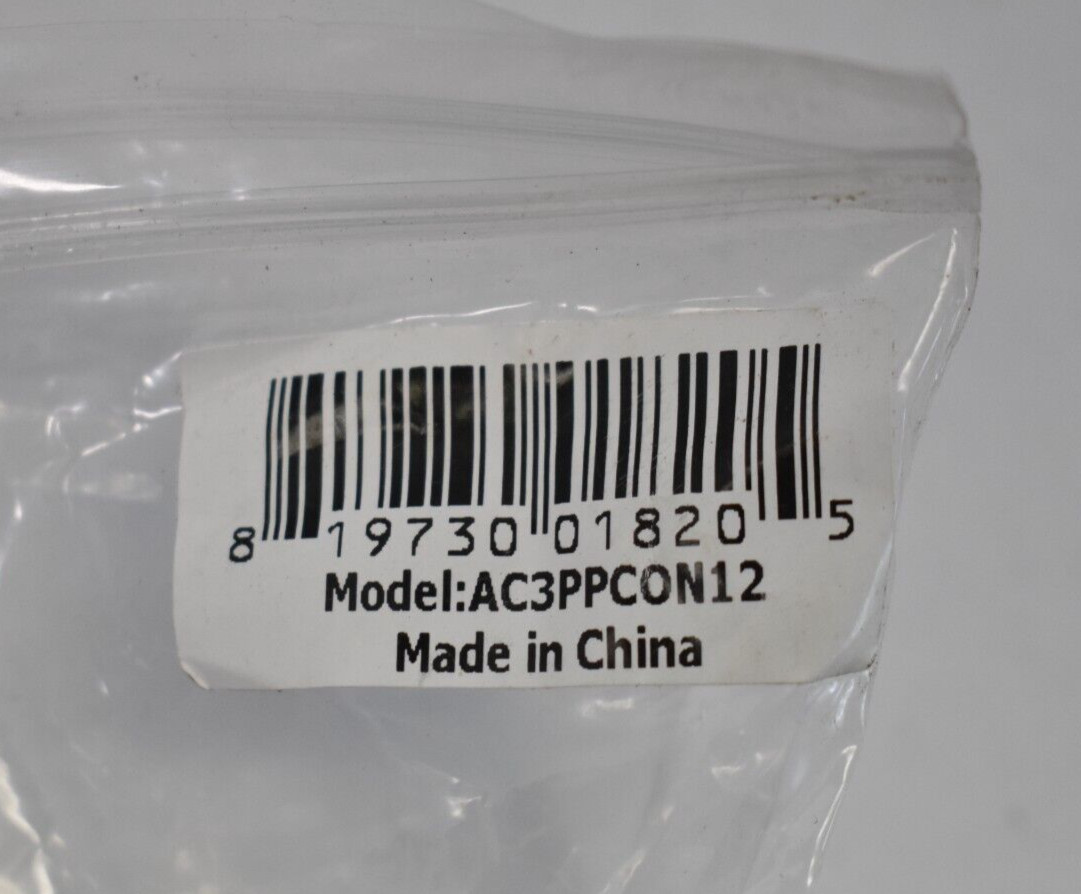 8 19730 01820 5
Model:AC3PPCON12
Made in China